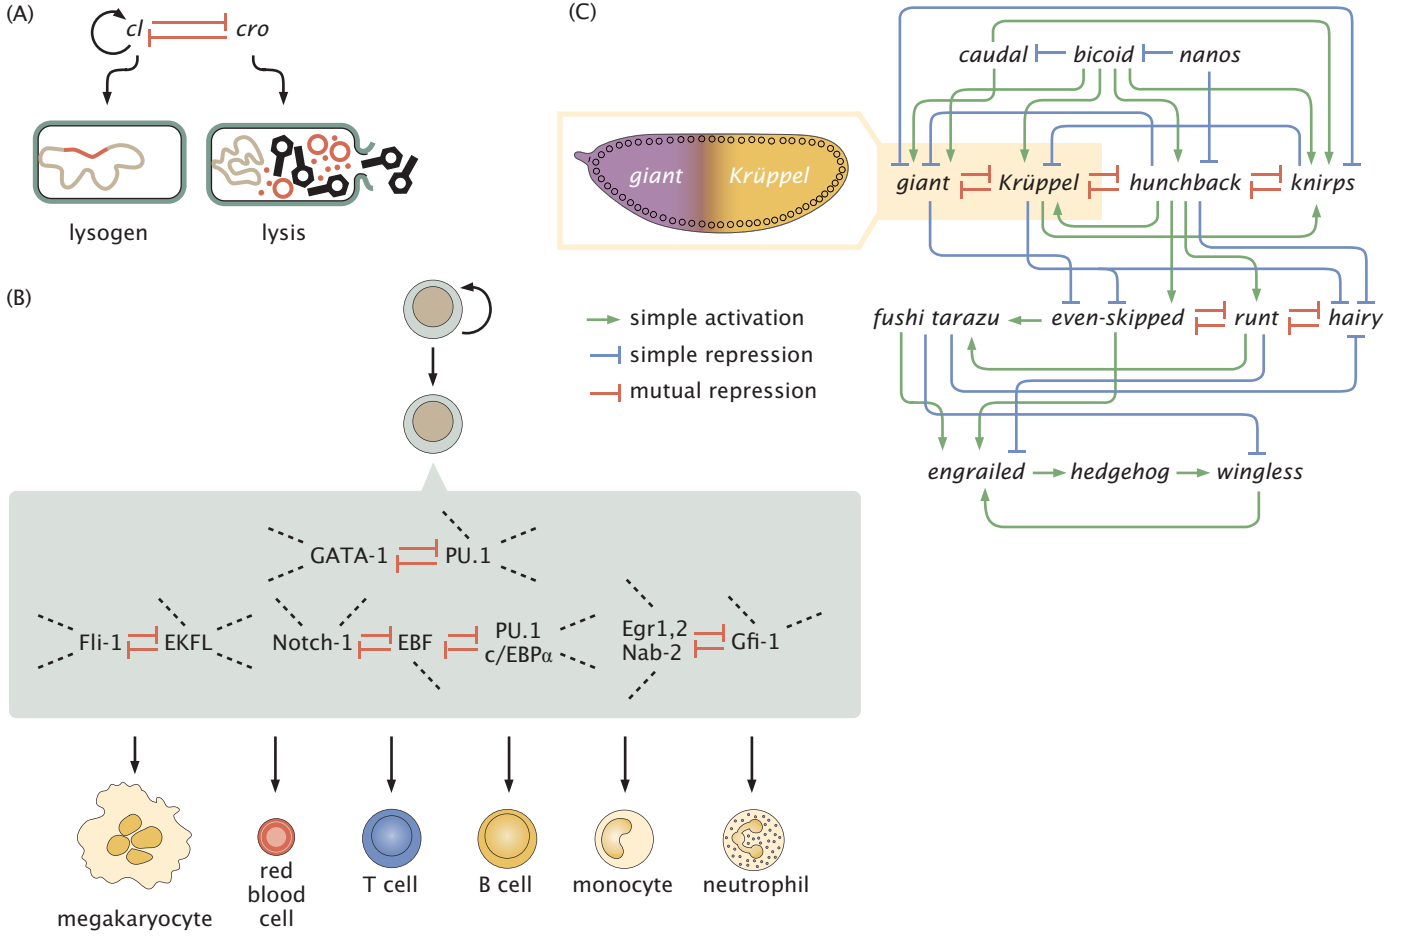 (A)
cI
cro
lysogen
lysis
(B)
GATA-1
PU.1
Fli-1
EKFL
Notch-1
EBF
PU.1
c/EBPα
Egr1,2
Nab-2
Gfi-1
megakaryocyte
red
blood
cell
T cell
B cell
monocyte
neutrophil
(C)
caudal
bicoid
nanos
giant
Krüppel
giant
Krüppel
hunchback
knirps
simple activation
simple repression
mutual repression
fushi tarazu
even-skipped
runt
hairy
engrailed
hedgehog
wingless